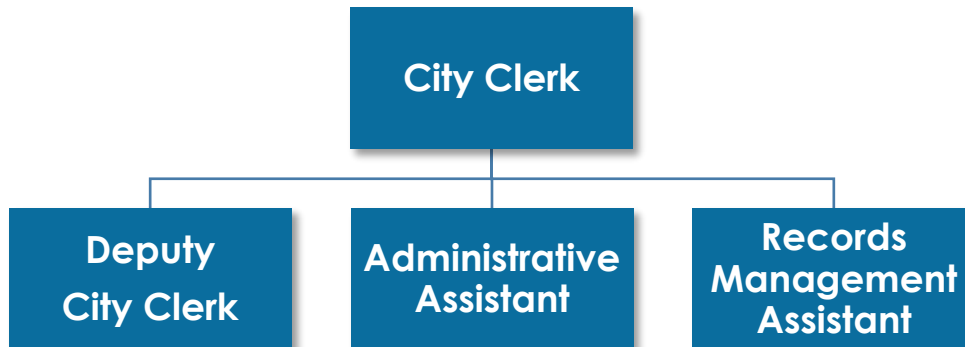 City Clerk
Deputy
City Clerk
Administrative
Assistant
Records
Management
Assistant